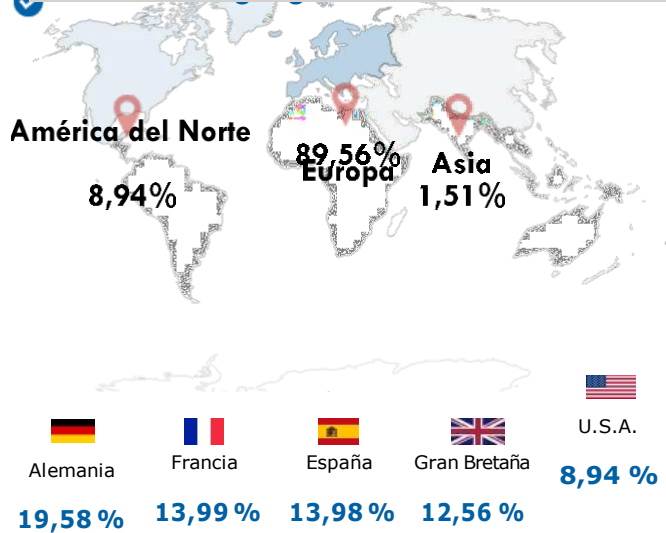 América del Norte
8,94%
89,56%
Europa
Asia
1,51%
U.S.A.
8,94 %
Alemania
19,58 %
Francia
13,99 %
España
13,98 %
Gran Bretaña
12,56 %